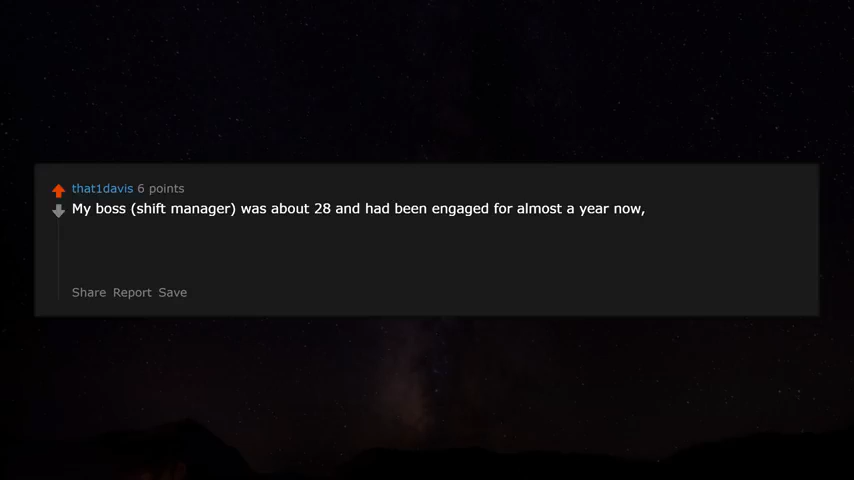 that1davis 6 points
My boss (shift manager) was about 28 and had been engaged for almost a year now,
Share Report Save